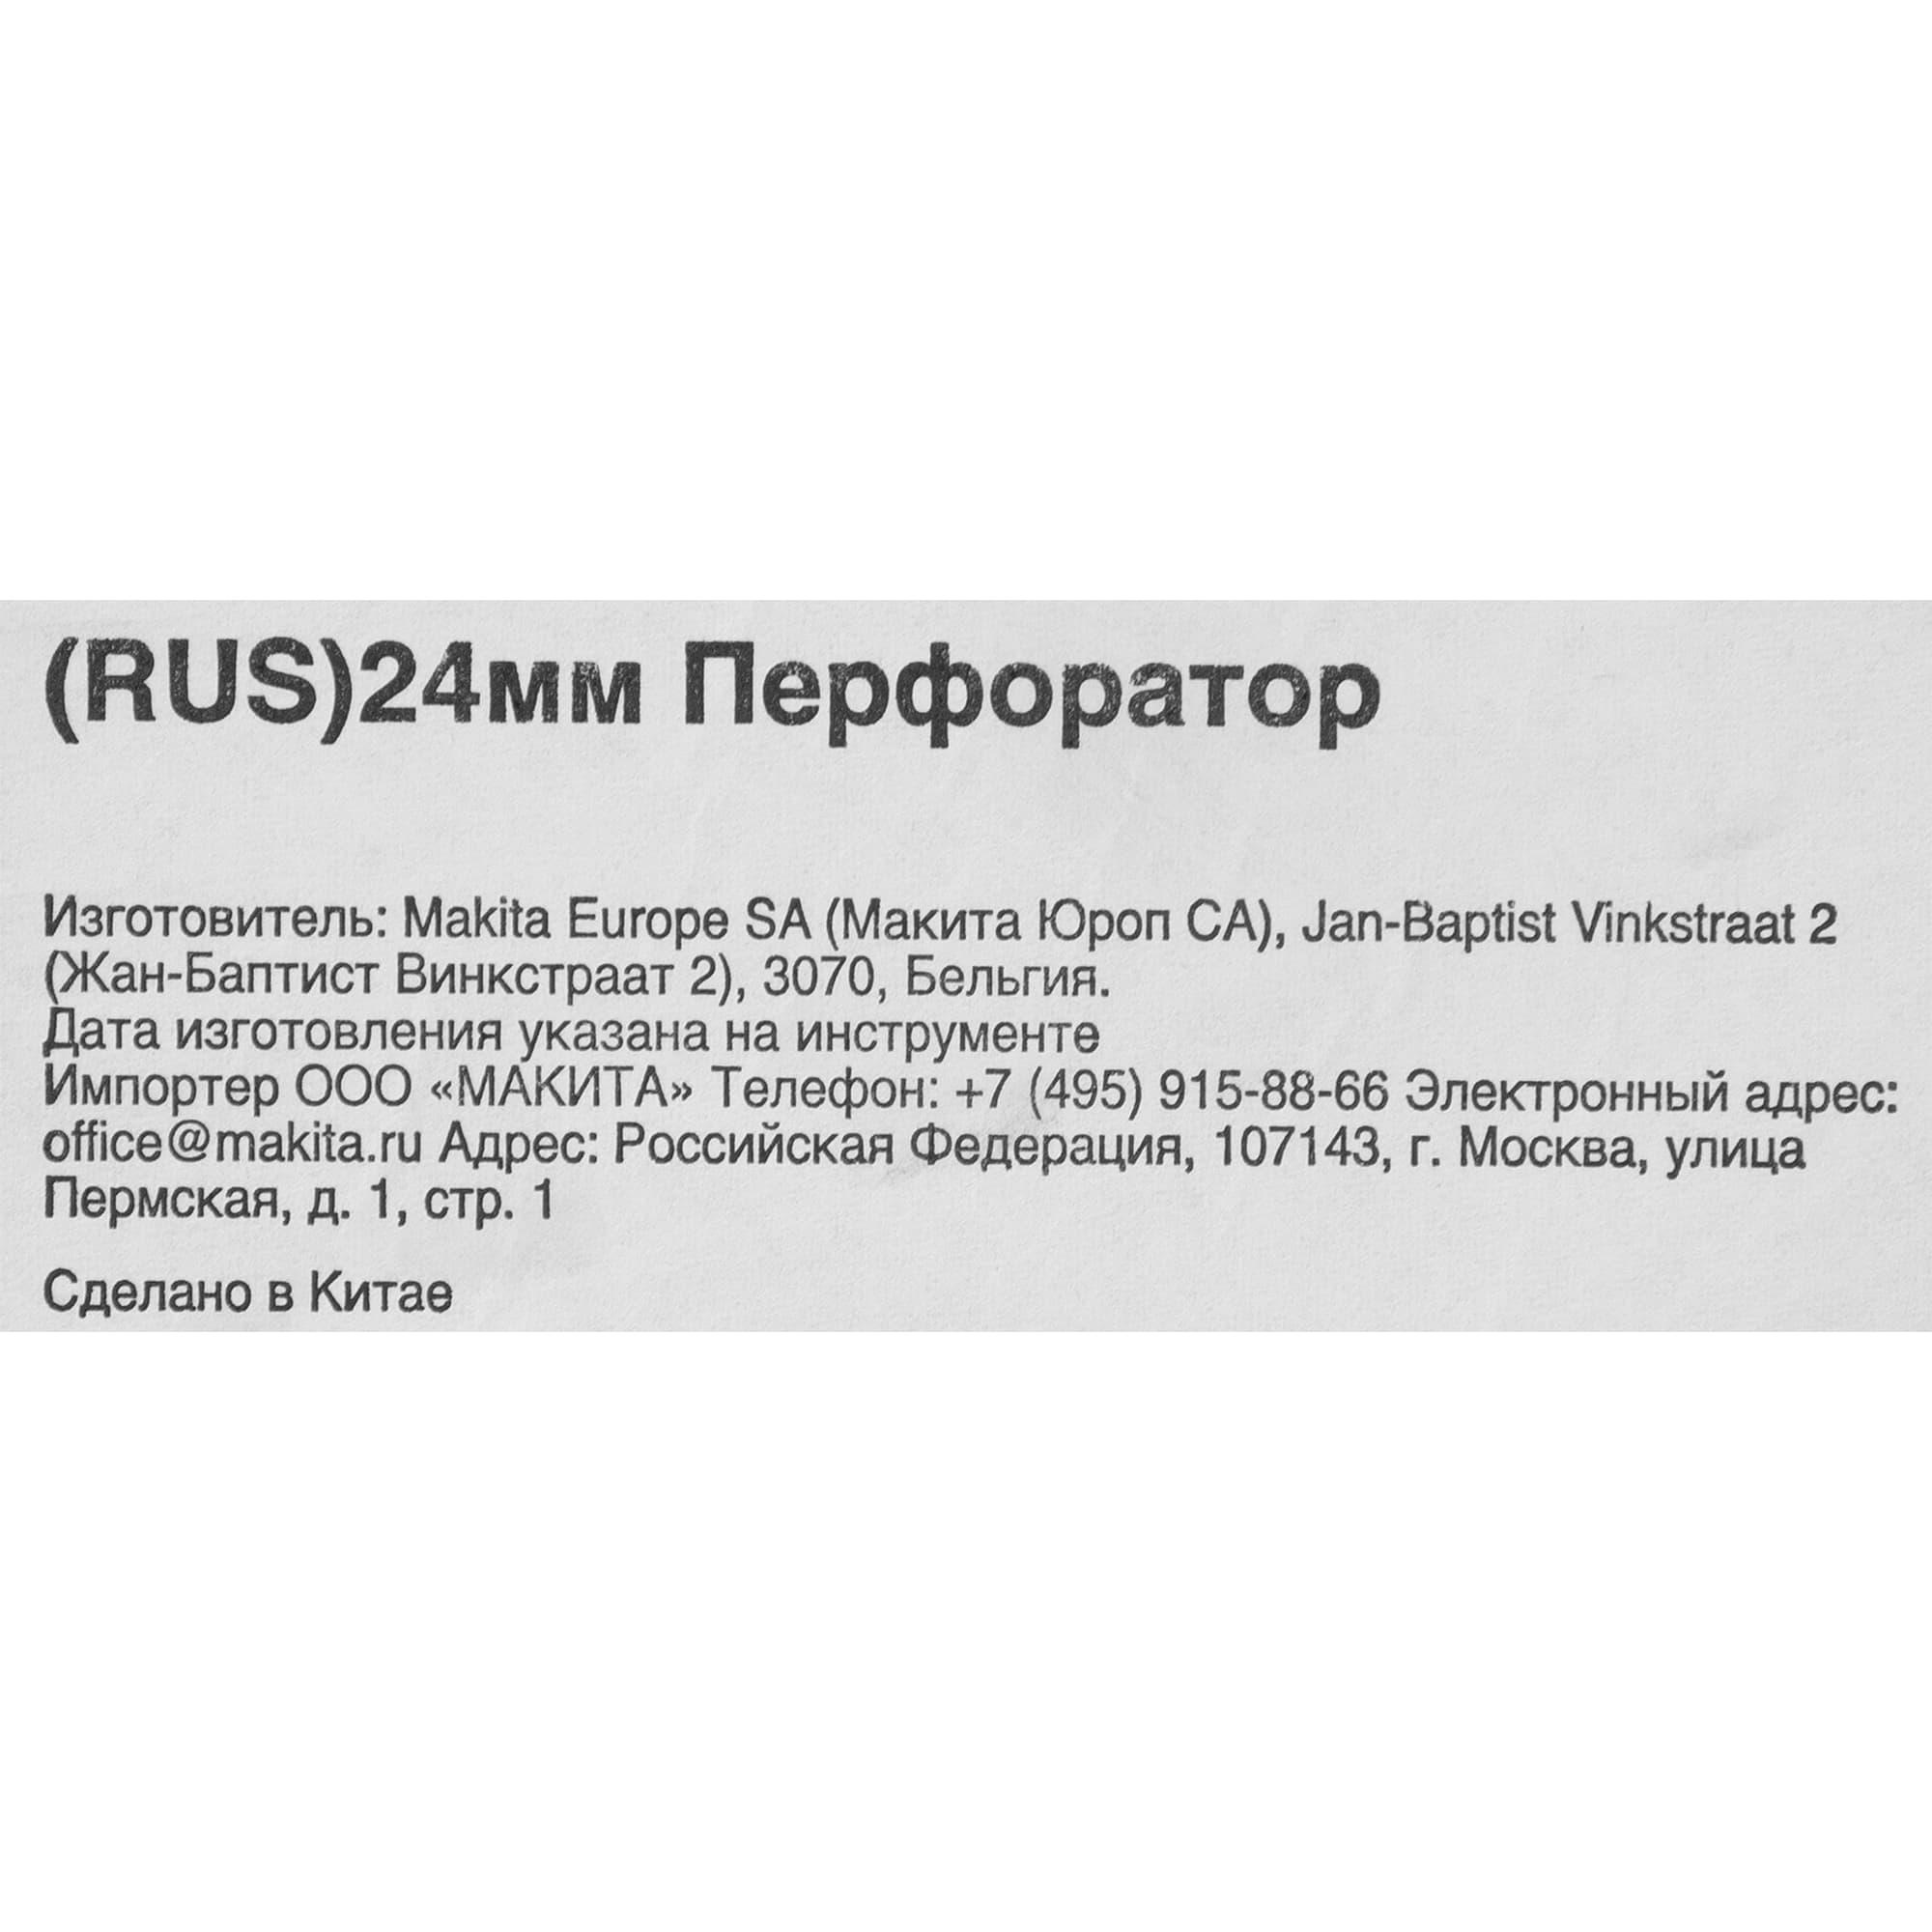 (RUS)24мм Перфоратор
Изготовитель: Makita Europe SA (Макита Юроп СА), Jan-Baptist Vinkstraat 2
(Жан-Баптист Винкстраат 2), 3070, Бельгия.
Дата изготовления указана на инструменте
Импортер ООО «МАКИТА» Телефон: +7 (495) 915-88-66 Электронный адрес:
office@makita.ru Адрес: Российская Федерация, 107143, г. Москва, улица
Пермская, д. 1, стр. 1
Сделано в Китае